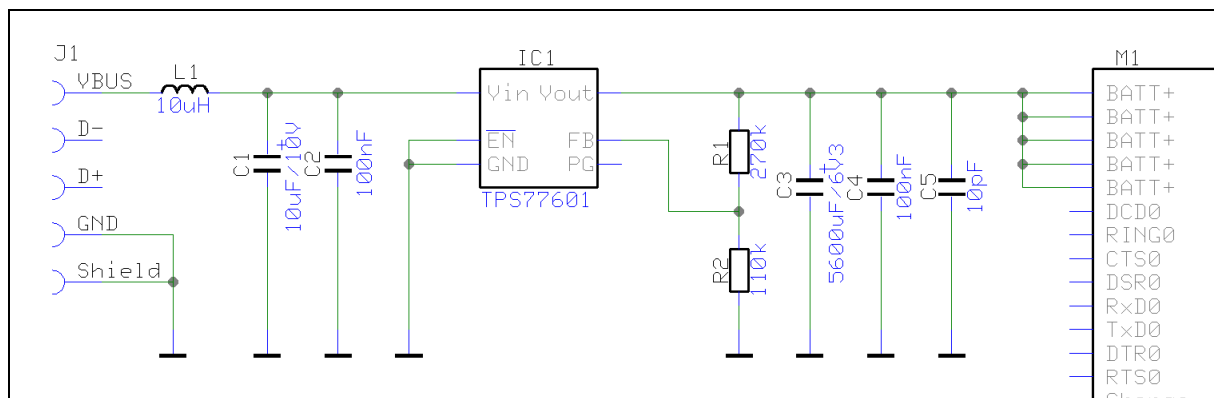 J1
VBUS
D-
D+
GND
Shield
L1
10uH
C1
+
10uF/10V
C2
100nF
IC1
Vin
Vout
EN
FB
GND
PG
TPS77601
R1
270k
R2
110k
C3
+
5600uF/6V3
C4
100nF
C5
10pF
M1
BATT+
BATT+
BATT+
BATT+
BATT+
DCD0
RING0
CTS0
DSR0
RxD0
TxD0
DTR0
RTS0